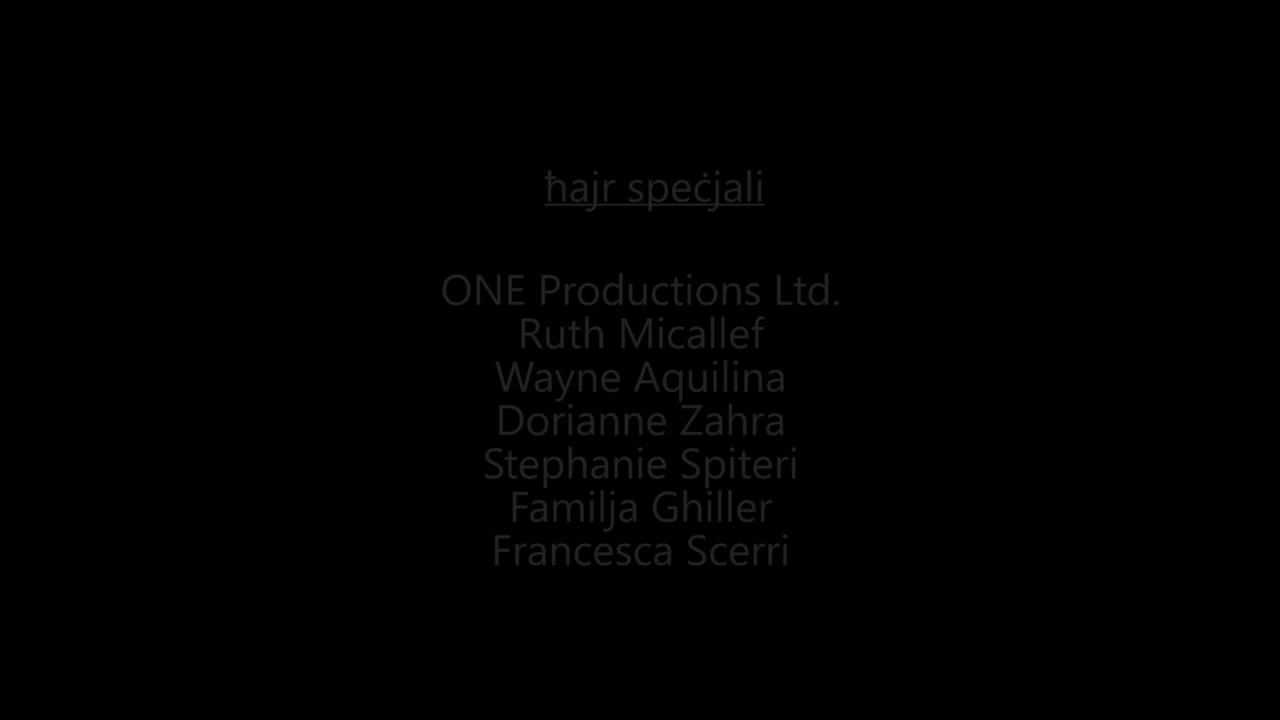 ħajr speċjali
ONE Productions Ltd.
Ruth Micallef
Wayne Aquilina
Dorianne Zahra
Stephanie Spiteri
Familja Ghiller
Francesca Scerri